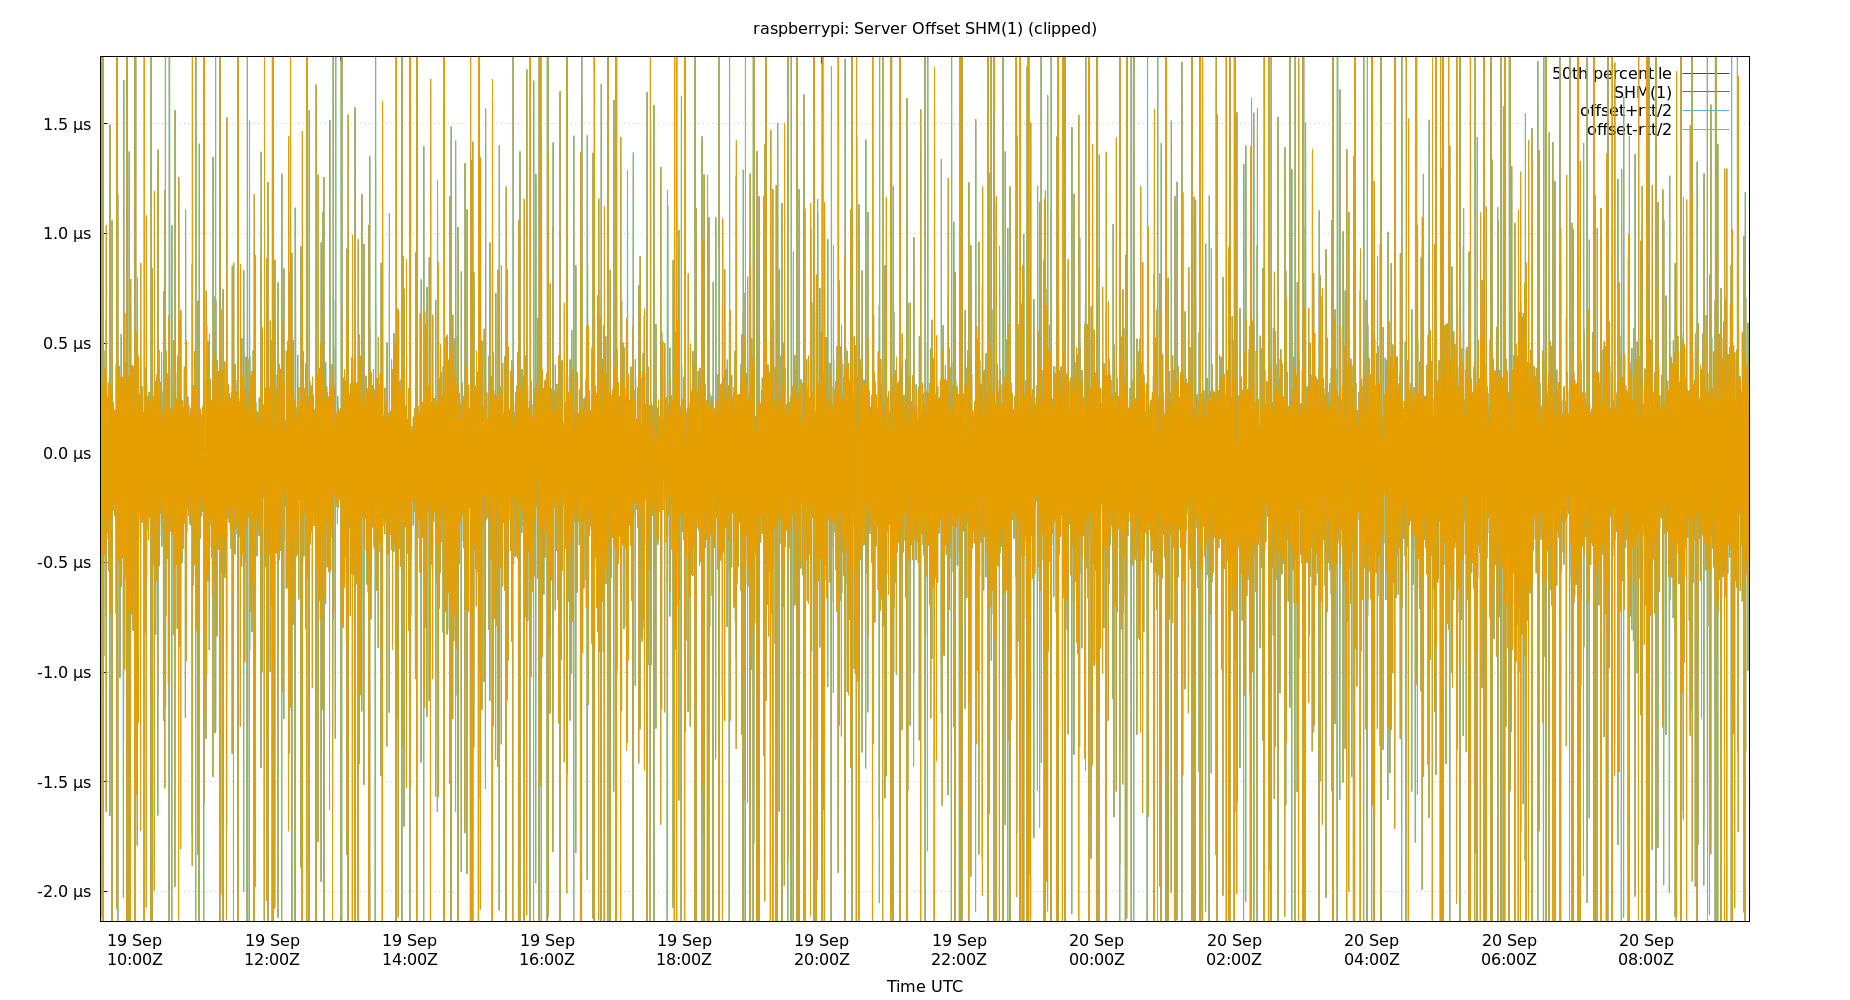 raspberrypi: Server Offset SHM(1) (clipped)
50th percentile
SHM(1)
offset+rtt/2
offset-rtt/2
1.5 µs
1.0 µs
0.5 µs
0.0 µs
-0.5 µs
-1.0 µs
-1.5 µs
-2.0 µs
19 Sep 19 Sep 19 Sep 19 Sep 19 Sep 19 Sep 19 Sep 20 Sep 20 Sep 20 Sep 20 Sep 20 Sep
10:00Z 12:00Z 14:00Z 16:00Z 18:00Z 20:00Z 22:00Z 00:00Z 02:00Z 04:00Z 06:00Z 08:00Z
Time UTC